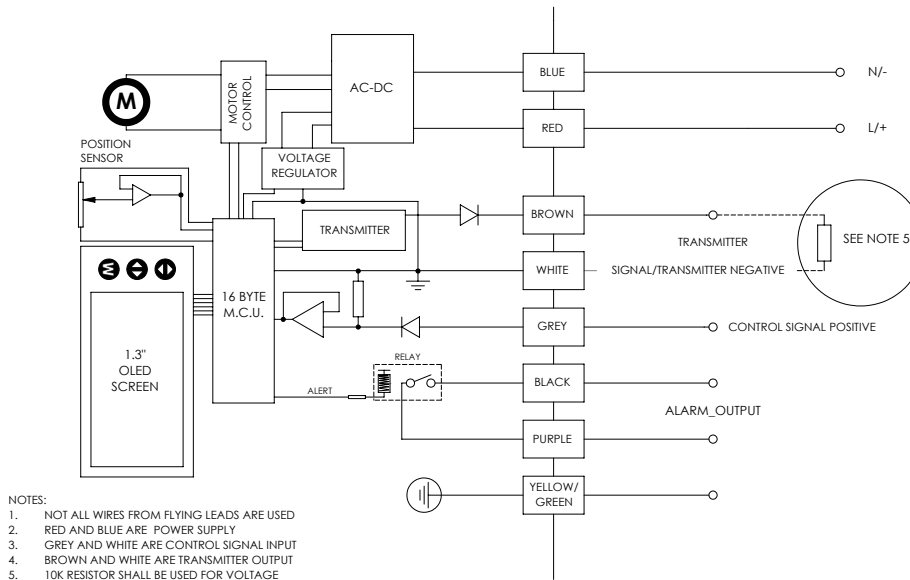 BLUE
N/-
RED
L/+
AC-DC
MOTOR
CONTROL
M
POSITION
SENSOR
VOLTAGE
REGULATOR
BROWN
TRANSMITTER
TRANSMITTER
SEE NOTE 5
WHITE
SIGNAL/TRANSMITTER NEGATIVE
16 BYTE
M.C.U.
GREY
CONTROL SIGNAL POSITIVE
1.3"
OLED
SCREEN
RELAY
ALERT
BLACK
ALARM_OUTPUT
PURPLE
YELLOW/
GREEN
NOTES:
1. NOT ALL WIRES FROM FLYING LEADS ARE USED
2. RED AND BLUE ARE POWER SUPPLY
3. GREY AND WHITE ARE CONTROL SIGNAL INPUT
4. BROWN AND WHITE ARE TRANSMITTER OUTPUT
5. 10K RESISTOR SHALL BE USED FOR VOLTAGE